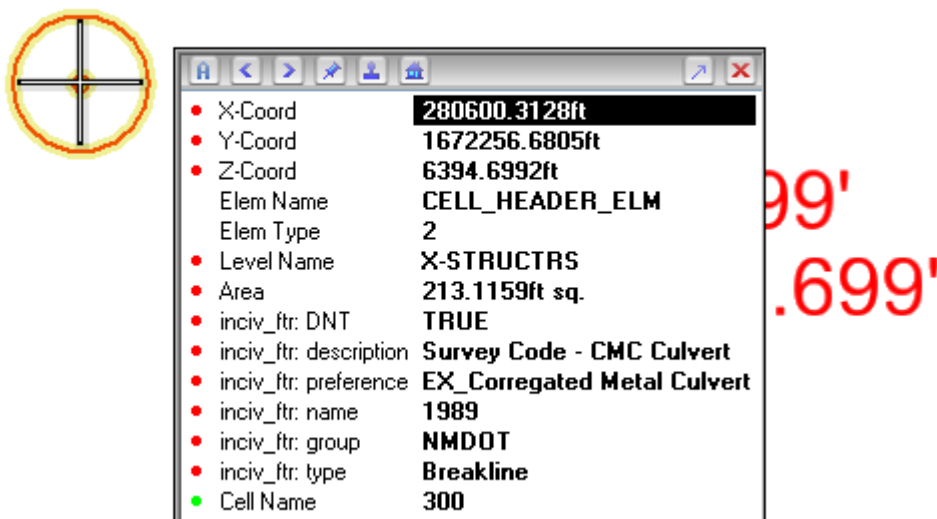 X-Coord 280600.3128ft
Y-Coord 1672256.6805ft
Z-Coord 6394.6992ft
Elem Name CELL_HEADER_ELM
Elem Type 2
Level Name X-STRUCTRS
Area 213.1159ft sq.
inciv_ftr: DNT TRUE
inciv_ftr: description Survey Code - CMC Culvert
inciv_ftr: preference EX_Corregated Metal Culvert
inciv_ftr: name 1989
inciv_ftr: group NMDOT
inciv_ftr: type Breakline
Cell Name 300
99'
.699'